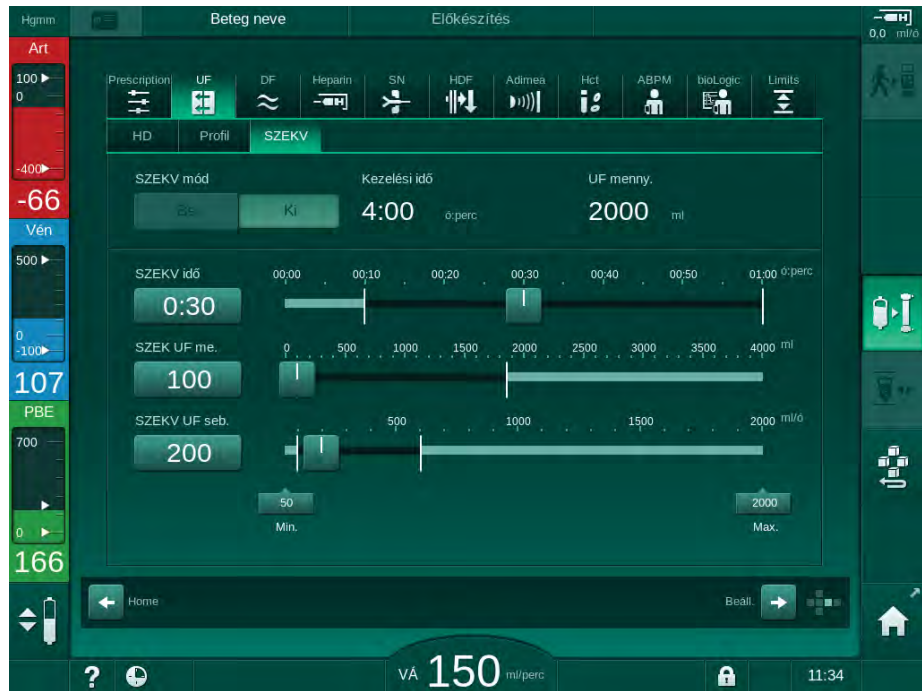 Hgmm Beteg neve Előkészítés 0,0 ml/ó
Art
100
0
-400
-66
Vén
500
0
-100
107
PBE
700
0
166
Prescription UF DF Heparin SN HDF Adimea Hct ABPM bioLogic Limits
HD Profil SZEKV
SZEKV mód Kezelési idő UF menny.
Be Ki 4:00 ó:perc 2000 ml
SZEKV idő 00:00 00:10 00:20 00:30 00:40 00:50 01:00 ó:perc
0:30
SZEK UF me. 0 500 1000 1500 2000 2500 3000 3500 4000 ml
100
SZEKV UF seb. 500 1000 1500 2000 ml/ó
200
50 2000
Min. Max.
Home Beáll.
? VÁ 150 ml/perc 11:34